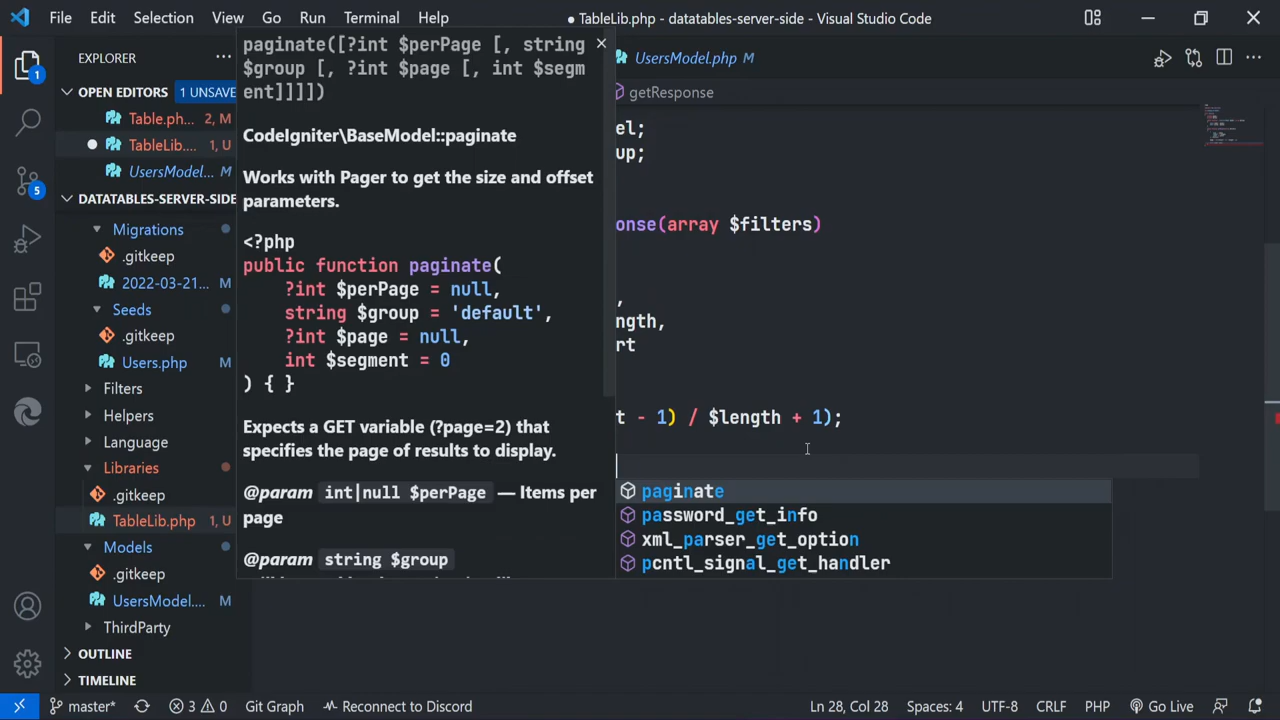 File Edit Selection View Go Run Terminal Help
● TableLib.php - datatables-server-side - Visual Studio Code
EXPLORER
OPEN EDITORS 1 UNSAV
Table.ph... 2, M
TableLib.... 1, U
UsersModel... M
DATATABLES-SERVER-SIDE
Migrations
.gitkeep
2022-03-21... M
Seeds
.gitkeep
Users.php M
Filters
Helpers
Language
Libraries
.gitkeep
TableLib.php 1, U
Models
.gitkeep
UsersModel.... M
ThirdParty
OUTLINE
TIMELINE
1
5
paginate([?int $perPage [, string
$group [, ?int $page [, int $segm
ent]]]])
CodeIgniter\BaseModel::paginate
Works with Pager to get the size and offset
parameters.
<?php
public function paginate(
?int $perPage = null,
string $group = 'default',
?int $page = null,
int $segment = 0
) { }
Expects a GET variable (?page=2) that
specifies the page of results to display.
@param int|null $perPage — Items per
page
@param string $group
UsersModel.php M
getResponse
el;
up;
onse(array $filters)
,
ngth,
rt
t - 1) / $length + 1);
paginate
password_get_info
xml_parser_get_option
pcntl_signal_get_handler
master* 3 0 Git Graph Reconnect to Discord
Ln 28, Col 28 Spaces: 4 UTF-8 CRLF PHP Go Live